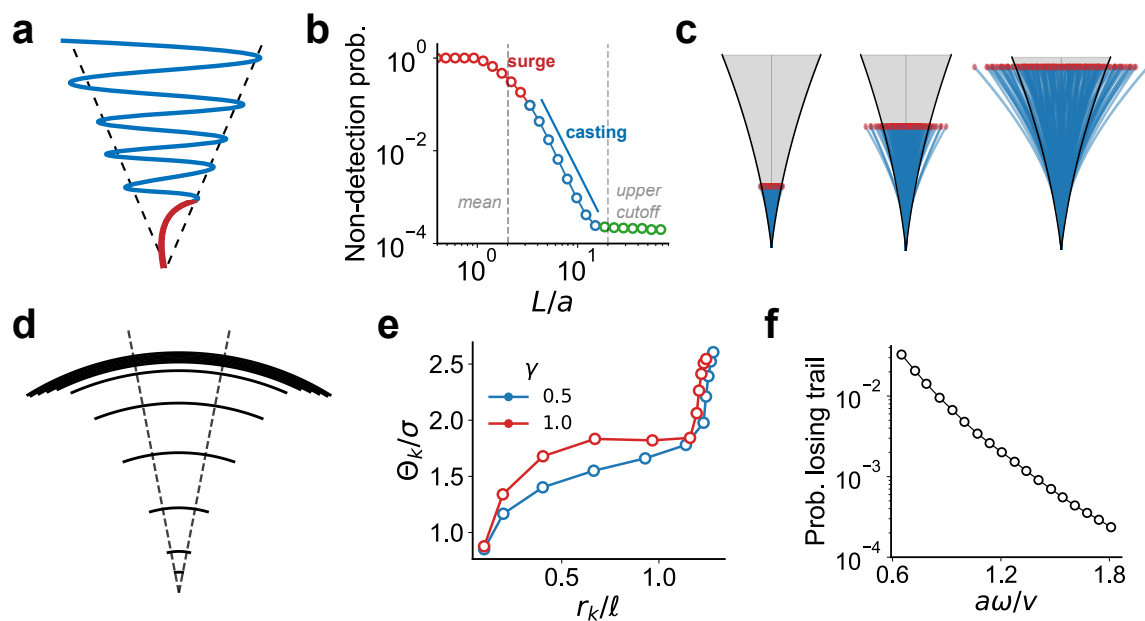 a
b
Non-detection prob.
10^0
10^-2
10^-4
surge
casting
mean
upper
cutoff
10^0
10^1
L/a
c
d
e
Θ_k/σ
2.5
2.0
1.5
1.0
γ
0.5
1.0
0.5
1.0
r_k/ℓ
f
Prob. losing trail
10^-2
10^-3
10^-4
0.6
1.2
1.8
aω/v